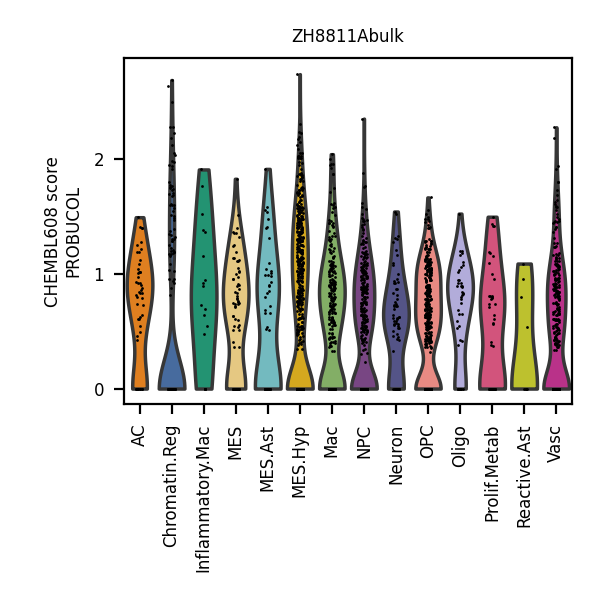 ZH8811Abulk
CHEMBL608 score
PROBUCOL
2
1
0
AC
Chromatin.Reg
Inflammatory.Mac
MES
MES.Ast
MES.Hyp
Mac
NPC
Neuron
OPC
Oligo
Prolif.Metab
Reactive.Ast
Vasc